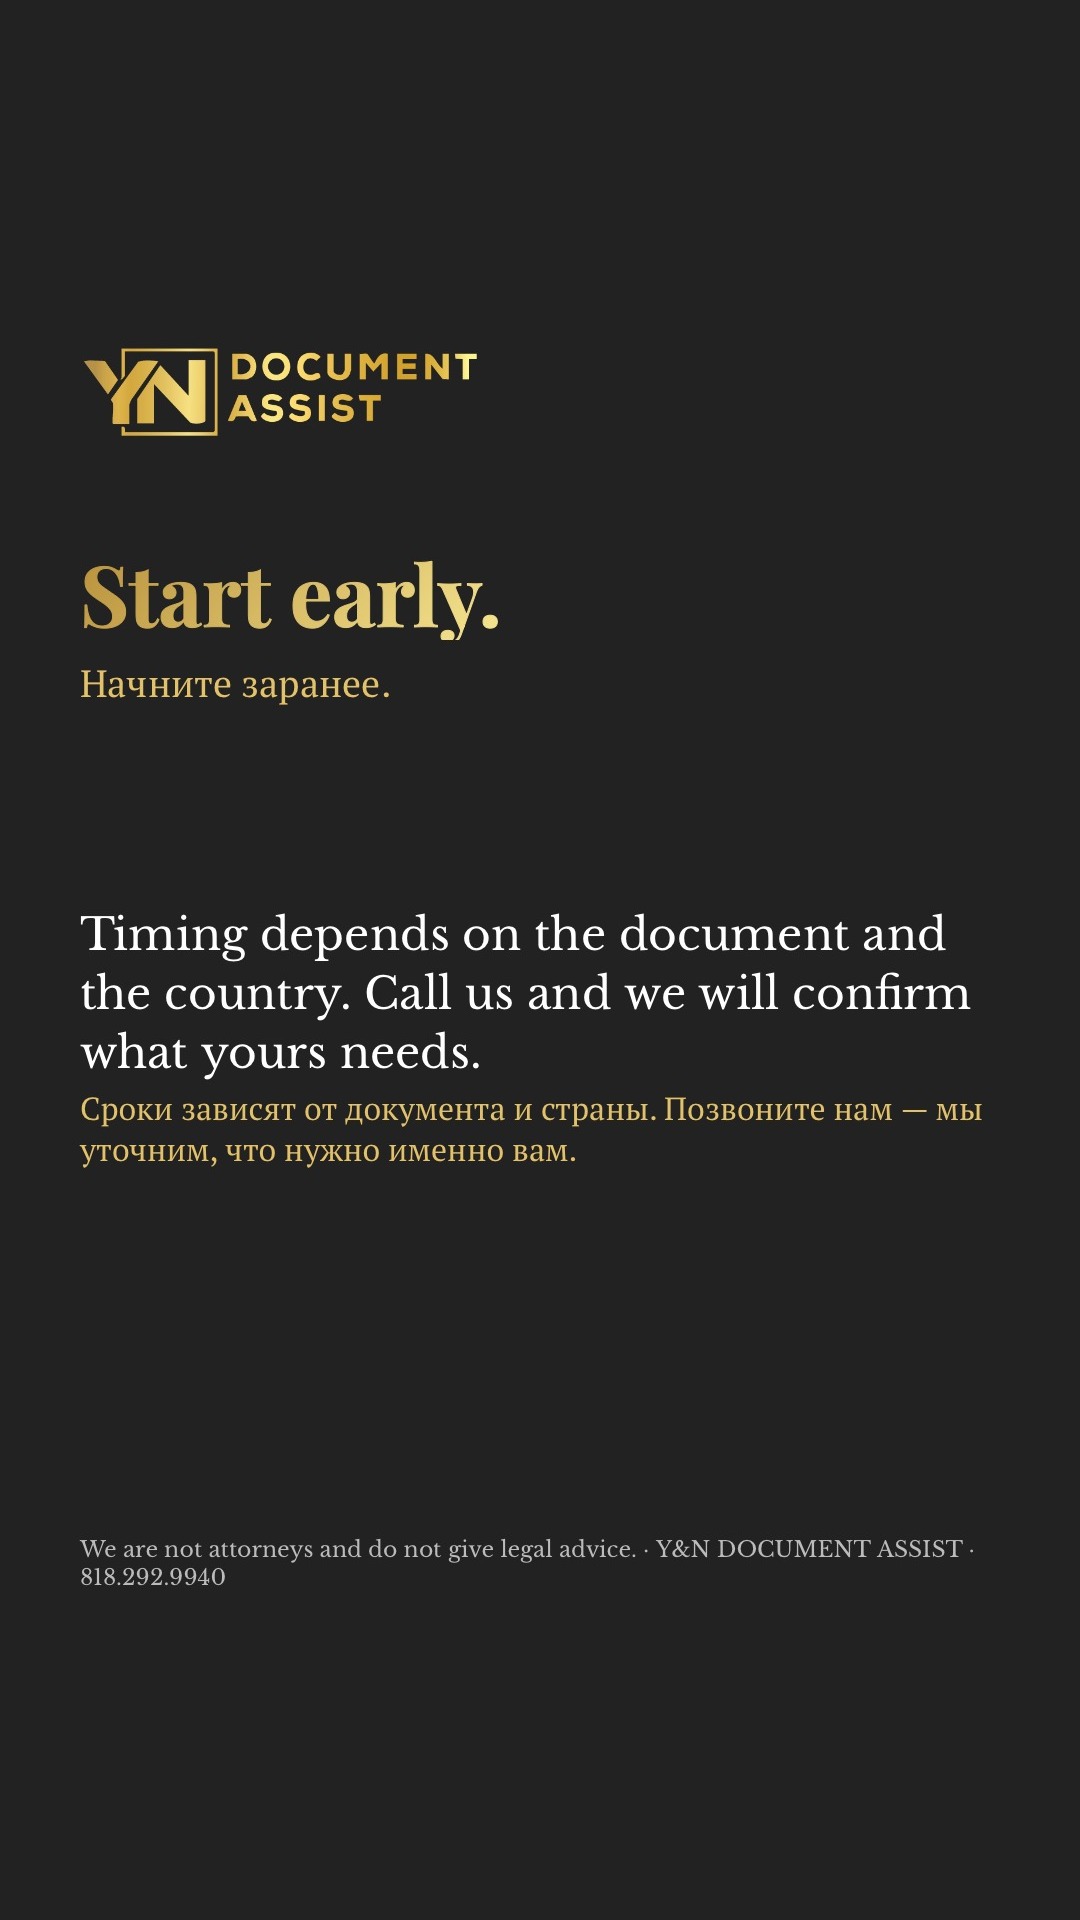 YN DOCUMENT
ASSIST
Start early.
Начните заранее.
Timing depends on the document and
the country. Call us and we will confirm
what yours needs.
Сроки зависят от документа и страны. Позвоните нам — мы
уточним, что нужно именно вам.
We are not attorneys and do not give legal advice. · Y&N DOCUMENT ASSIST ·
818.292.9940